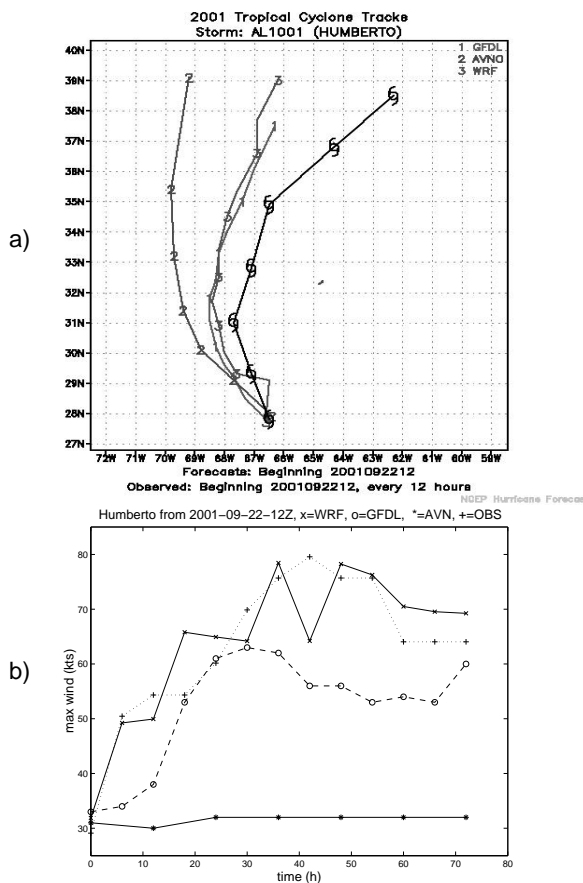 2001 Tropical Cyclone Tracks
Storm: AL1001 (HUMBERTO)
1 GFDL
2 AVNO
3 WRF
40N
39N
38N
37N
36N
35N
34N
33N
32N
31N
30N
29N
28N
27N
a)
72W 71W 70W 69W 68W 67W 66W 65W 64W 63W 62W 61W 60W 59W
Forecasts: Beginning 2001092212
Observed: Beginning 2001092212, every 12 hours
NCEP Hurricane Forecas
Humberto from 2001-09-22-12Z, x=WRF, o=GFDL, *=AVN, +=OBS
b)
max wind (kts)
80
70
60
50
40
30
0 10 20 30 40 50 60 70 80
time (h)